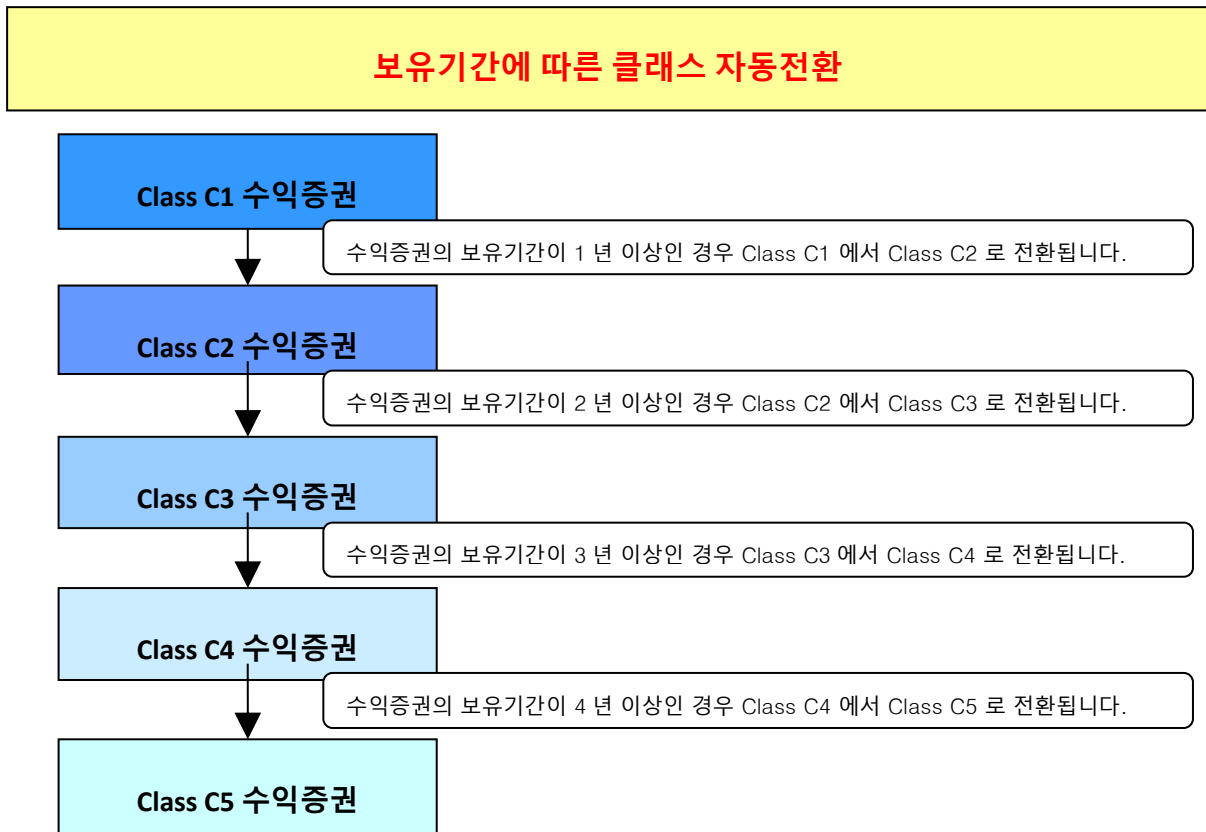 보유기간에 따른 클래스 자동전환
Class C1 수익증권
수익증권의 보유기간이 1 년 이상인 경우 Class C1 에서 Class C2 로 전환됩니다.
Class C2 수익증권
수익증권의 보유기간이 2 년 이상인 경우 Class C2 에서 Class C3 로 전환됩니다.
Class C3 수익증권
수익증권의 보유기간이 3 년 이상인 경우 Class C3 에서 Class C4 로 전환됩니다.
Class C4 수익증권
수익증권의 보유기간이 4 년 이상인 경우 Class C4 에서 Class C5 로 전환됩니다.
Class C5 수익증권